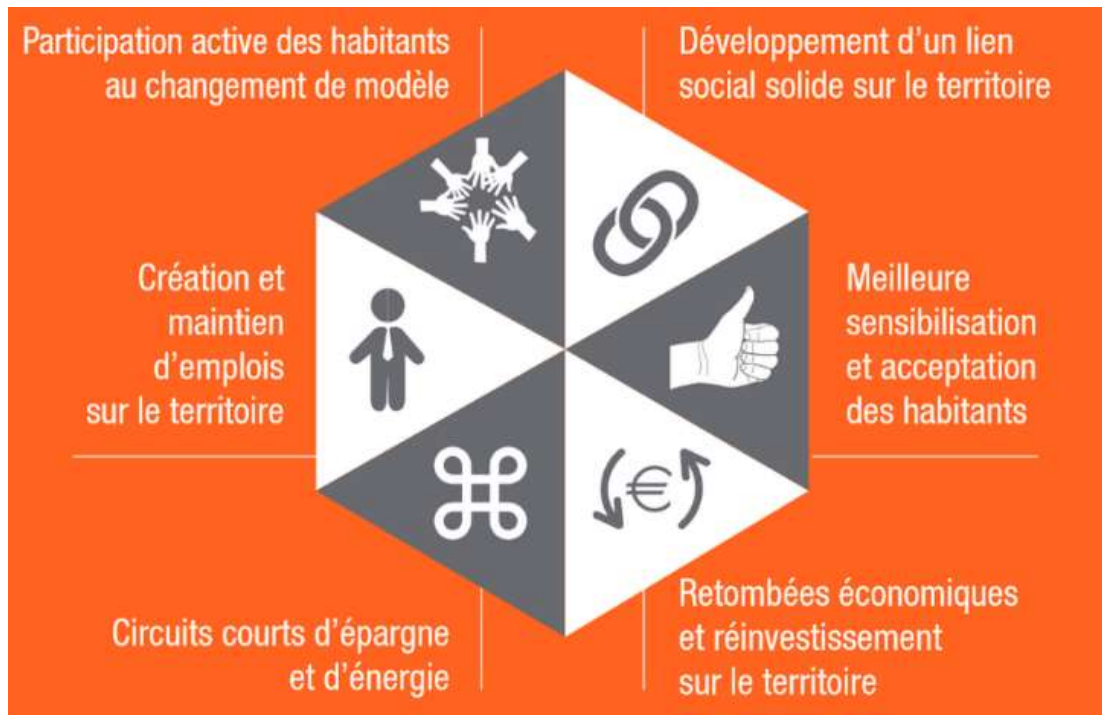 Participation active des habitants
au changement de modèle
Développement d’un lien
social solide sur le territoire
Création et
maintien
d’emplois
sur le territoire
Meilleure
sensibilisation
et acceptation
des habitants
€
Circuits courts d’épargne
et d’énergie
Retombées économiques
et réinvestissement
sur le territoire